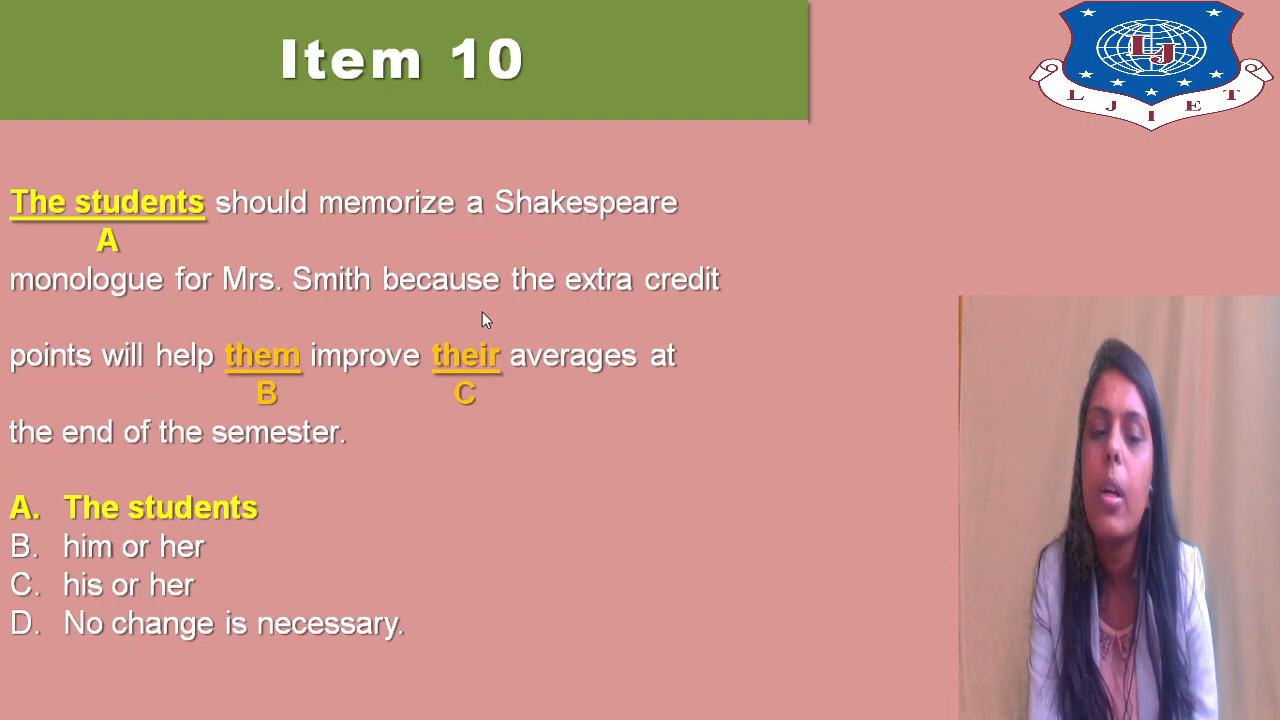 Item 10
LJ
L J I E T
The students should memorize a Shakespeare
A
monologue for Mrs. Smith because the extra credit
points will help them improve their averages at
B C
the end of the semester.
A. The students
B. him or her
C. his or her
D. No change is necessary.